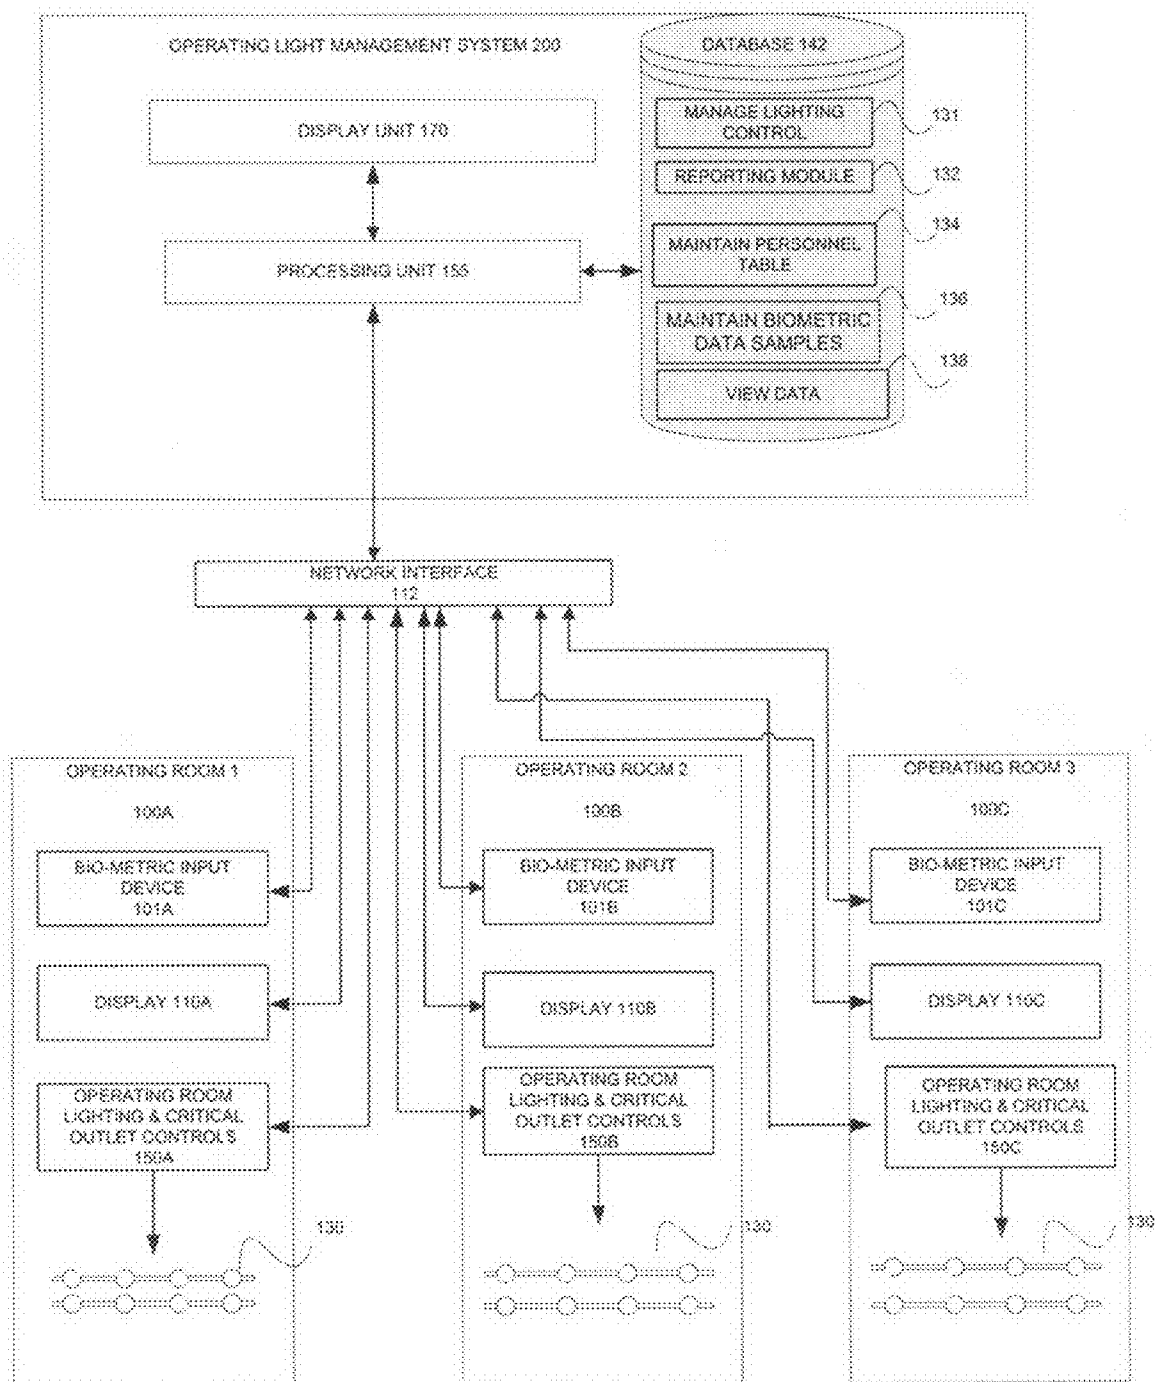 OPERATING LIGHT MANAGEMENT SYSTEM 200
DATABASE 142
DISPLAY UNIT 170
MANAGE LIGHTING
CONTROL
131
REPORTING MODULE
132
134
MAINTAIN PERSONNEL
TABLE
PROCESSING UNIT 155
136
MAINTAIN BIOMETRIC
DATA SAMPLES
138
VIEW DATA
NETWORK INTERFACE
112
OPERATING ROOM 1
100A
BIO-METRIC INPUT
DEVICE
101A
DISPLAY 110A
OPERATING ROOM
LIGHTING & CRITICAL
OUTLET CONTROLS
150A
130
OPERATING ROOM 2
100B
BIO-METRIC INPUT
DEVICE
101B
DISPLAY 110B
OPERATING ROOM
LIGHTING & CRITICAL
OUTLET CONTROLS
150B
130
OPERATING ROOM 3
100C
BIO-METRIC INPUT
DEVICE
101C
DISPLAY 110C
OPERATING ROOM
LIGHTING & CRITICAL
OUTLET CONTROLS
150C
130